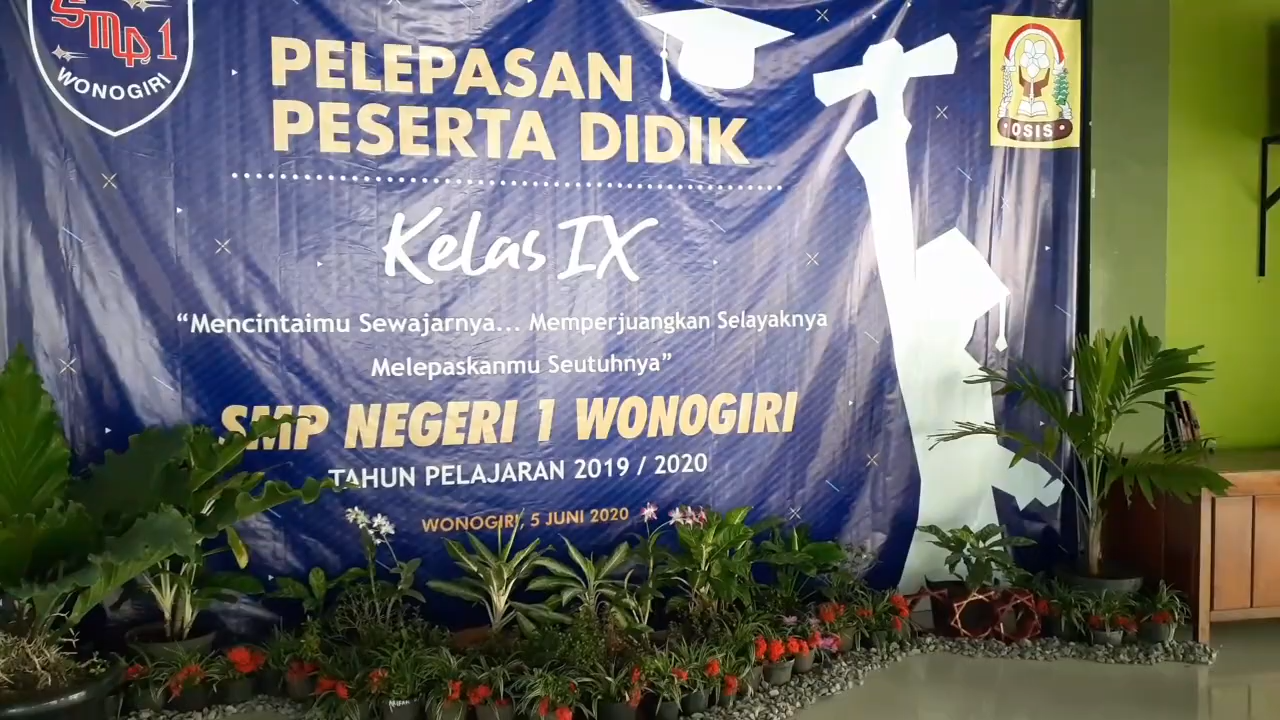 SMP 1
WONOGIRI
PELEPASAN
PESERTA DIDIK
OSIS
Kelas IX
“Mencintaimu Sewajarnya... Memperjuangkan Selayaknya
Melepaskanmu Seutuhnya”
SMP NEGERI 1 WONOGIRI
TAHUN PELAJARAN 2019 / 2020
WONOGIRI, 5 JUNI 2020